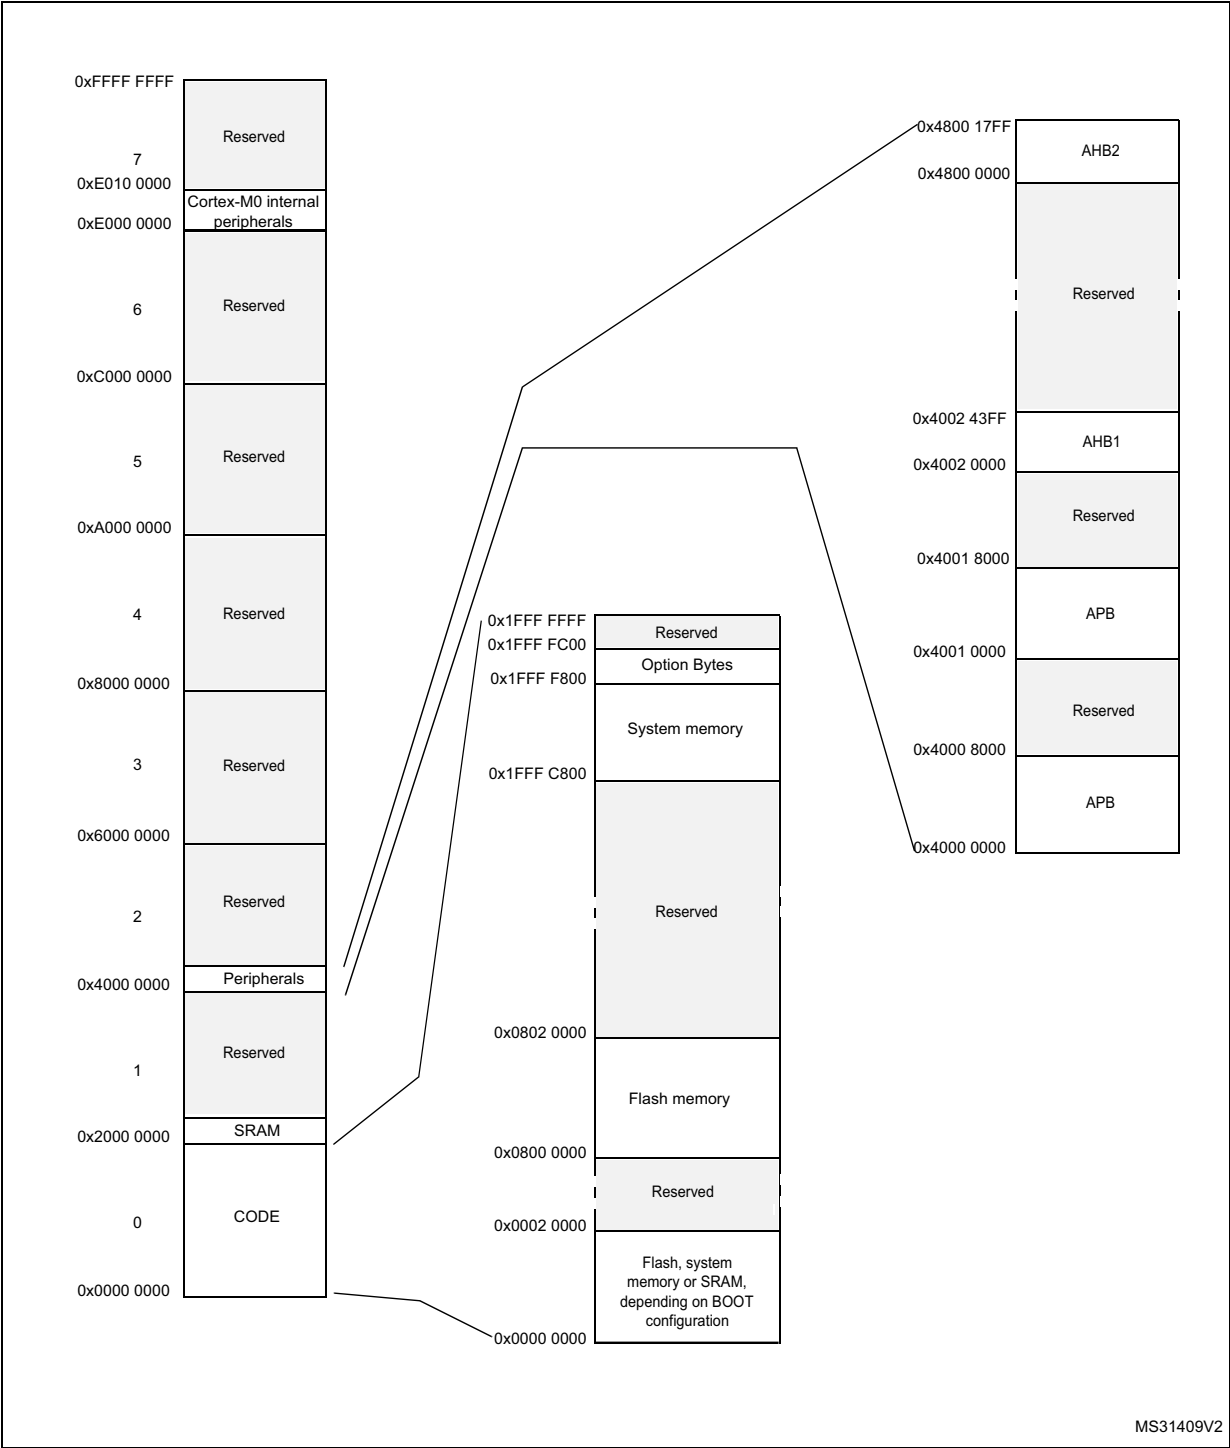 0xFFFF FFFF
Reserved
7
0xE010 0000
Cortex-M0 internal
peripherals
0xE000 0000
Reserved
6
0xC000 0000
Reserved
5
0xA000 0000
Reserved
4
0x8000 0000
Reserved
3
0x6000 0000
Reserved
2
Peripherals
0x4000 0000
Reserved
1
SRAM
0x2000 0000
CODE
0
0x0000 0000
0x1FFF FFFF
Reserved
0x1FFF FC00
Option Bytes
0x1FFF F800
System memory
0x1FFF C800
Reserved
0x0802 0000
Flash memory
0x0800 0000
Reserved
0x0002 0000
Flash, system
memory or SRAM,
depending on BOOT
configuration
0x0000 0000
0x4800 17FF
AHB2
0x4800 0000
Reserved
0x4002 43FF
AHB1
0x4002 0000
Reserved
0x4001 8000
APB
0x4001 0000
Reserved
0x4000 8000
APB
0x4000 0000
MS31409V2